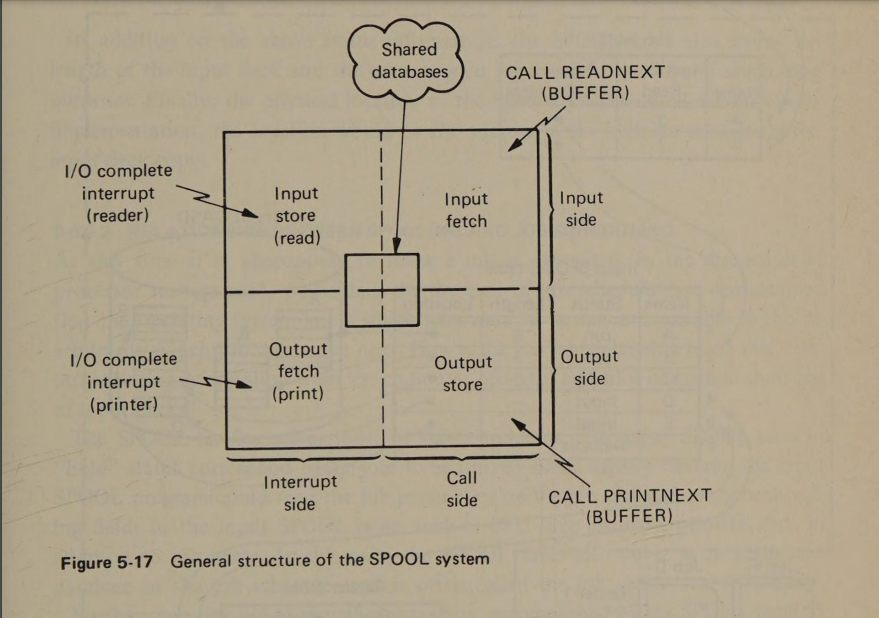 Shared
databases
CALL READNEXT
(BUFFER)
I/O complete
interrupt
(reader)
Input
store
(read)
Input
fetch
Input
side
I/O complete
interrupt
(printer)
Output
fetch
(print)
Output
store
Output
side
Interrupt
side
Call
side
CALL PRINTNEXT
(BUFFER)
Figure 5-17 General structure of the SPOOL system